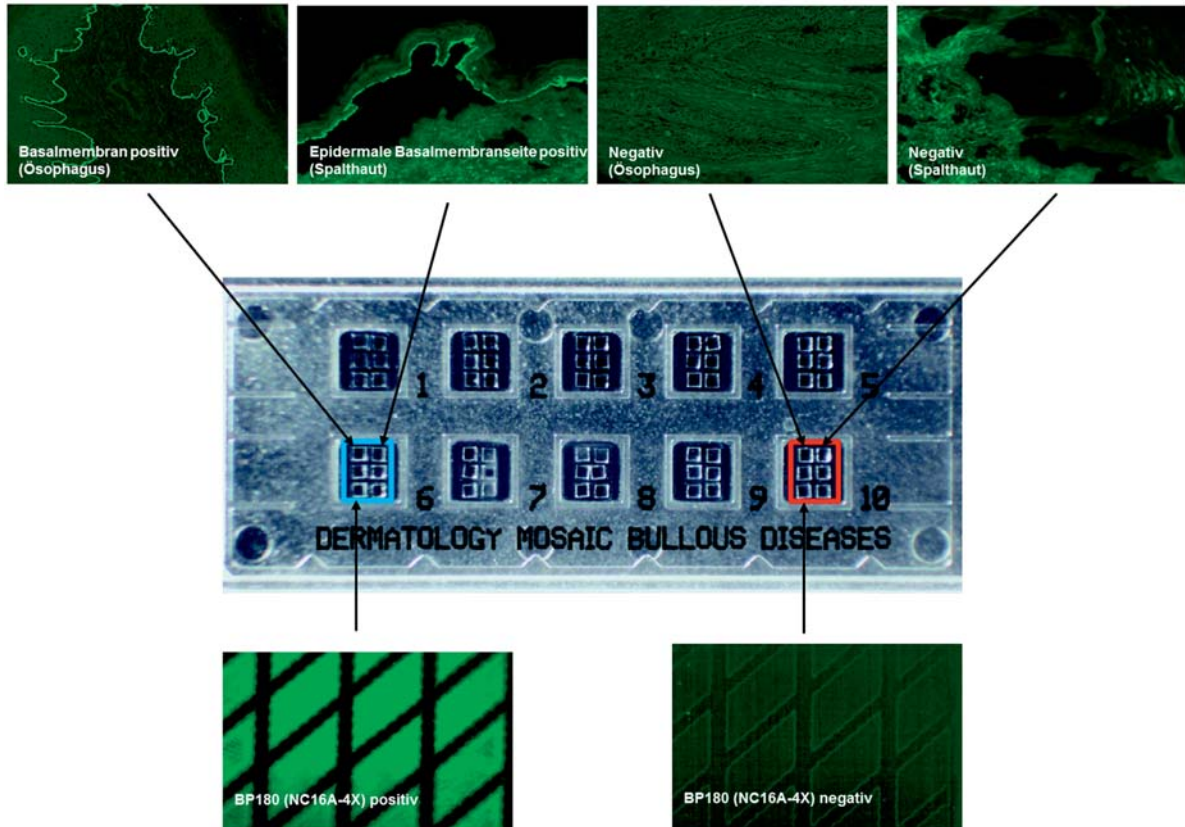 Basalmembran positiv
(Ösophagus)
Epidermale Basalmembranseite positiv
(Spalthaut)
Negativ
(Ösophagus)
Negativ
(Spalthaut)
1 2 3 4 5
6 7 8 9 10
DERMATOLOGY MOSAIC BULLOUS DISEASES
BP180 (NC16A-4X) positiv
BP180 (NC16A-4X) negativ